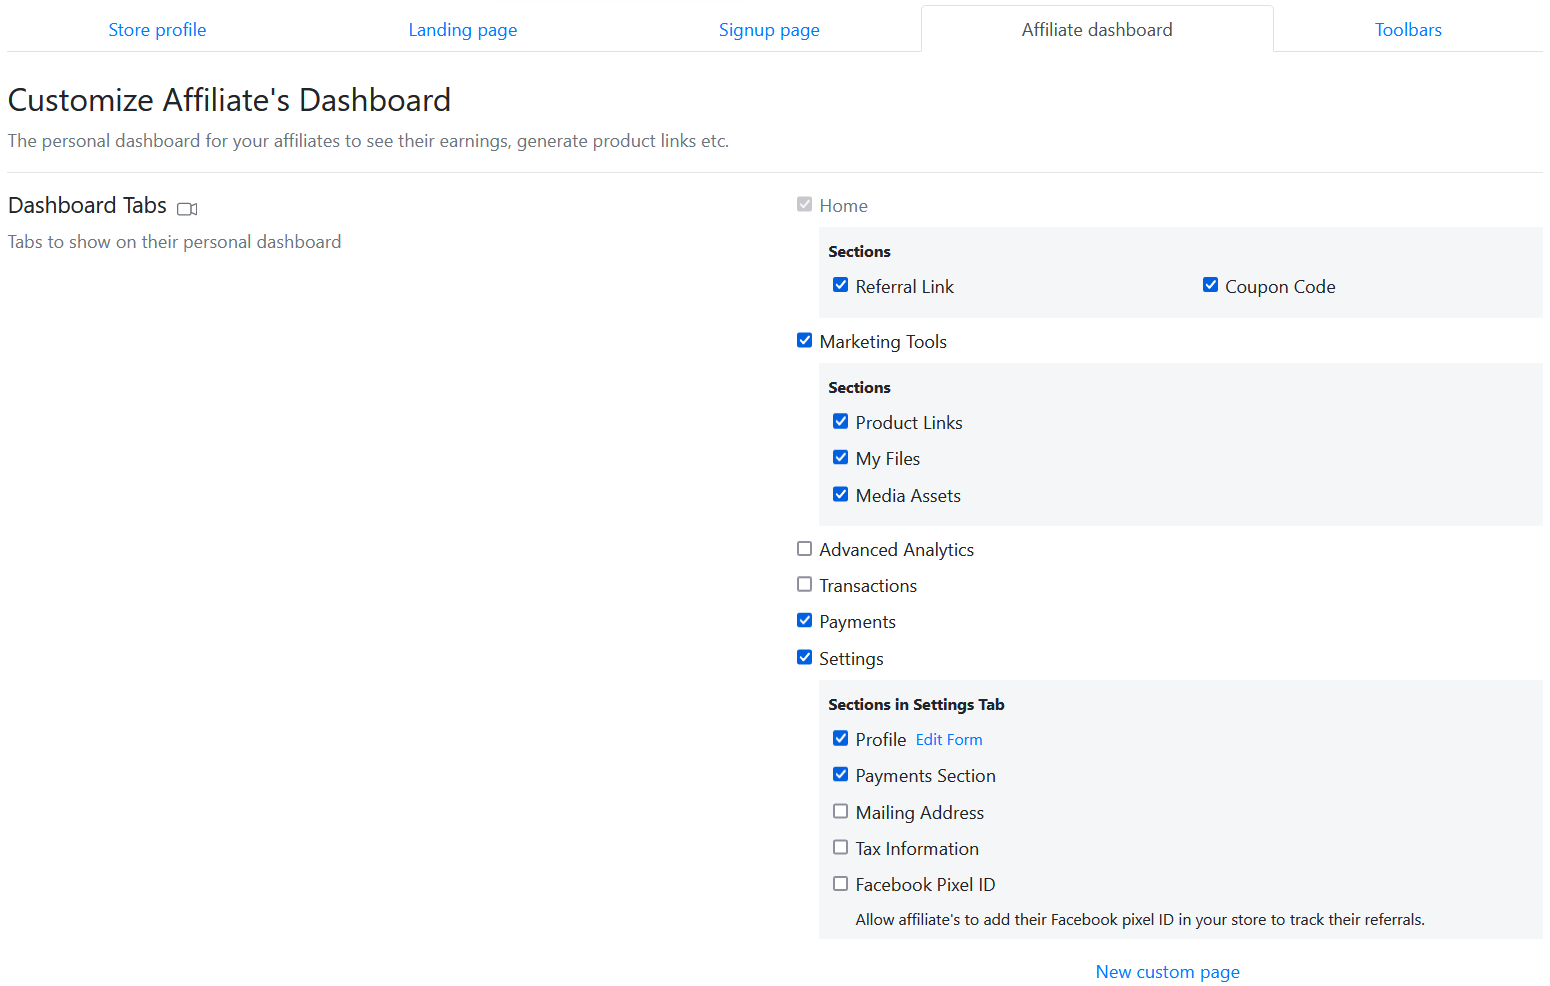 Store profile
Landing page
Signup page
Affiliate dashboard
Toolbars
Customize Affiliate's Dashboard
The personal dashboard for your affiliates to see their earnings, generate product links etc.
Dashboard Tabs
Tabs to show on their personal dashboard
Home
Sections
Referral Link
Coupon Code
Marketing Tools
Sections
Product Links
My Files
Media Assets
Advanced Analytics
Transactions
Payments
Settings
Sections in Settings Tab
Profile Edit Form
Payments Section
Mailing Address
Tax Information
Facebook Pixel ID
Allow affiliate's to add their Facebook pixel ID in your store to track their referrals.
New custom page